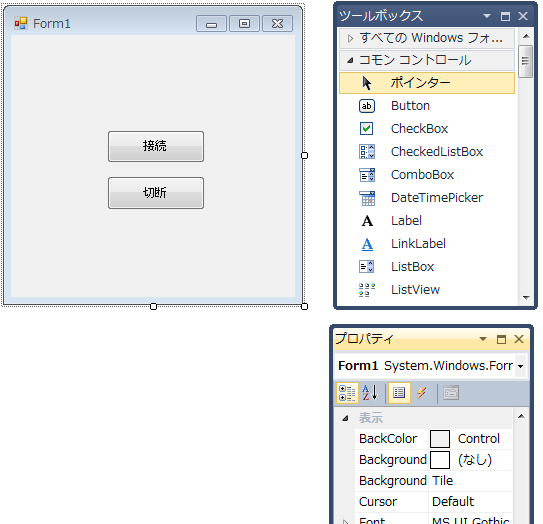 Form1
接続
切断
ツールボックス
すべての Windows フォ...
コモン コントロール
ポインター
Button
CheckBox
CheckedListBox
ComboBox
DateTimePicker
Label
LinkLabel
ListBox
ListView
プロパティ
Form1 System.Windows.Forr
表示
BackColor Control
Background (なし)
Background Tile
Cursor Default
Font MS UI Gothic